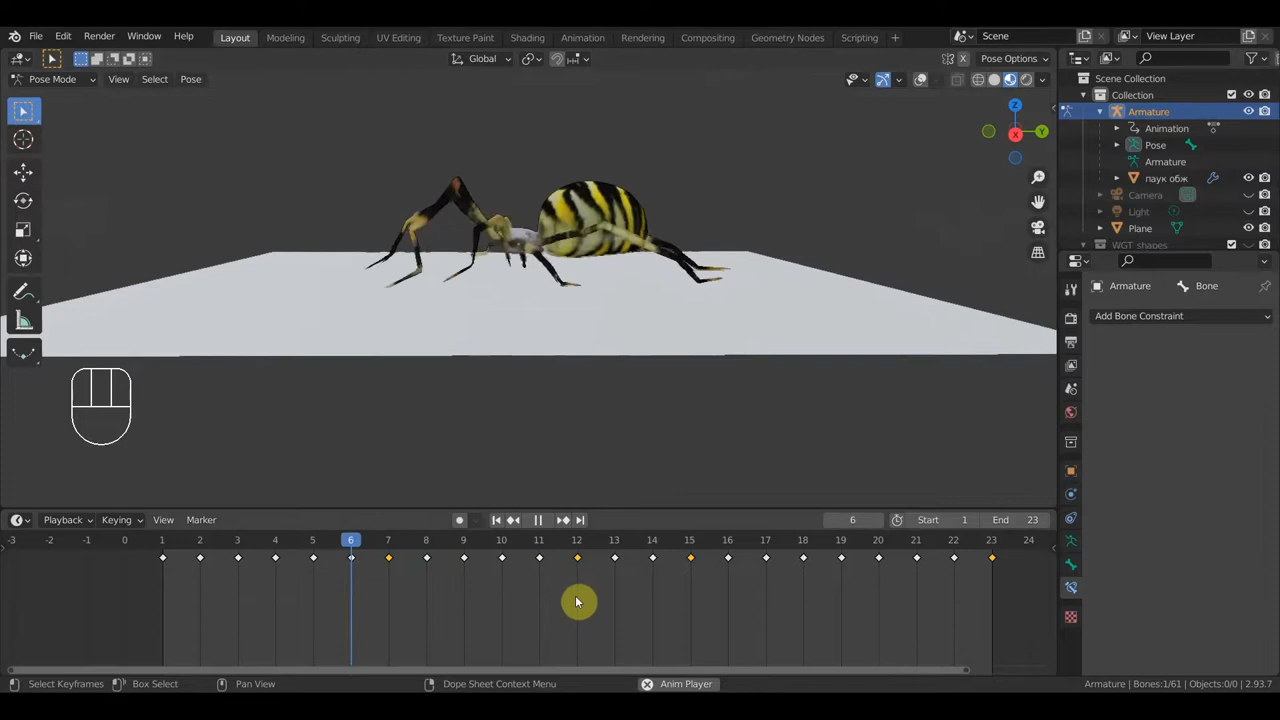 File Edit Render Window Help Layout Modeling Sculpting UV Editing Texture Paint Shading Animation Rendering Compositing Geometry Nodes Scripting + Scene View Layer
Global X Pose Options
Pose Mode View Select Pose
Z
Y
X
Scene Collection
Collection
Armature
Animation
Pose
Armature
паук обж
Camera
Light
Plane
WGT_shapes
Armature Bone
Add Bone Constraint
Playback Keying View Marker 6 Start 1 End 23
-3 -2 -1 0 1 2 3 4 5 6 7 8 9 10 11 12 13 14 15 16 17 18 19 20 21 22 23 24
Select Keyframes Box Select Pan View Dope Sheet Context Menu Anim Player Armature | Bones:1/61 | Objects:0/0 | 2.93.7